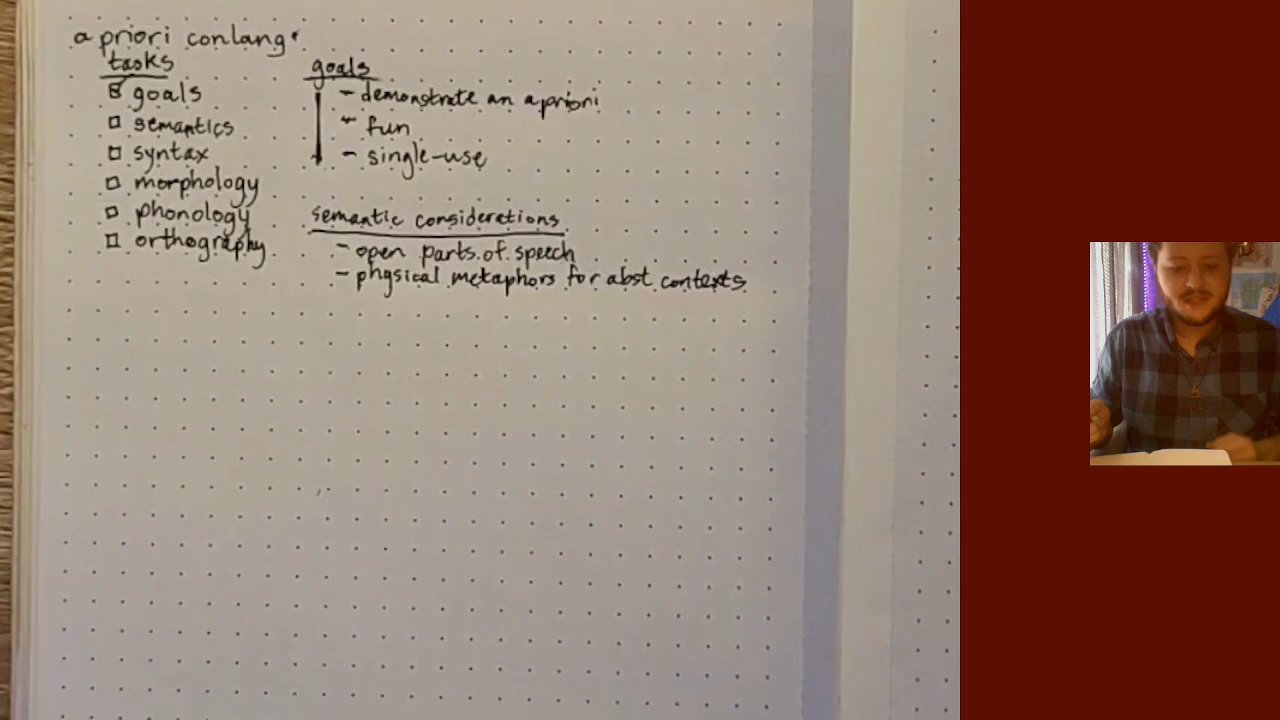 a priori conlang
tasks
goals
semantics
syntax
morphology
phonology
orthography
goals
- demonstrate an a priori
- fun
- single-use
semantic considerations
- open parts of speech
- physical metaphors for abst contexts